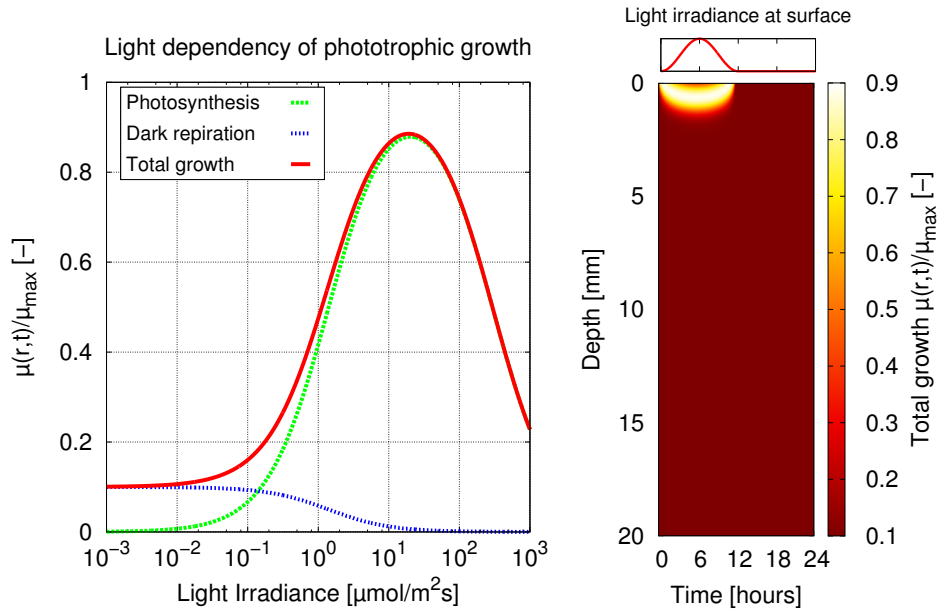 Light dependency of phototrophic growth
1
0.8
0.6
0.4
0.2
0
μ(r,t)/μmax [−]
Photosynthesis
Dark repiration
Total growth
10−3 10−2 10−1 100 101 102 103
Light Irradiance [μmol/m2s]
Light irradiance at surface
0
5
10
15
20
Depth [mm]
0 6 12 18 24
Time [hours]
0.9
0.8
0.7
0.6
0.5
0.4
0.3
0.2
0.1
Total growth μ(r,t)/μmax [−]